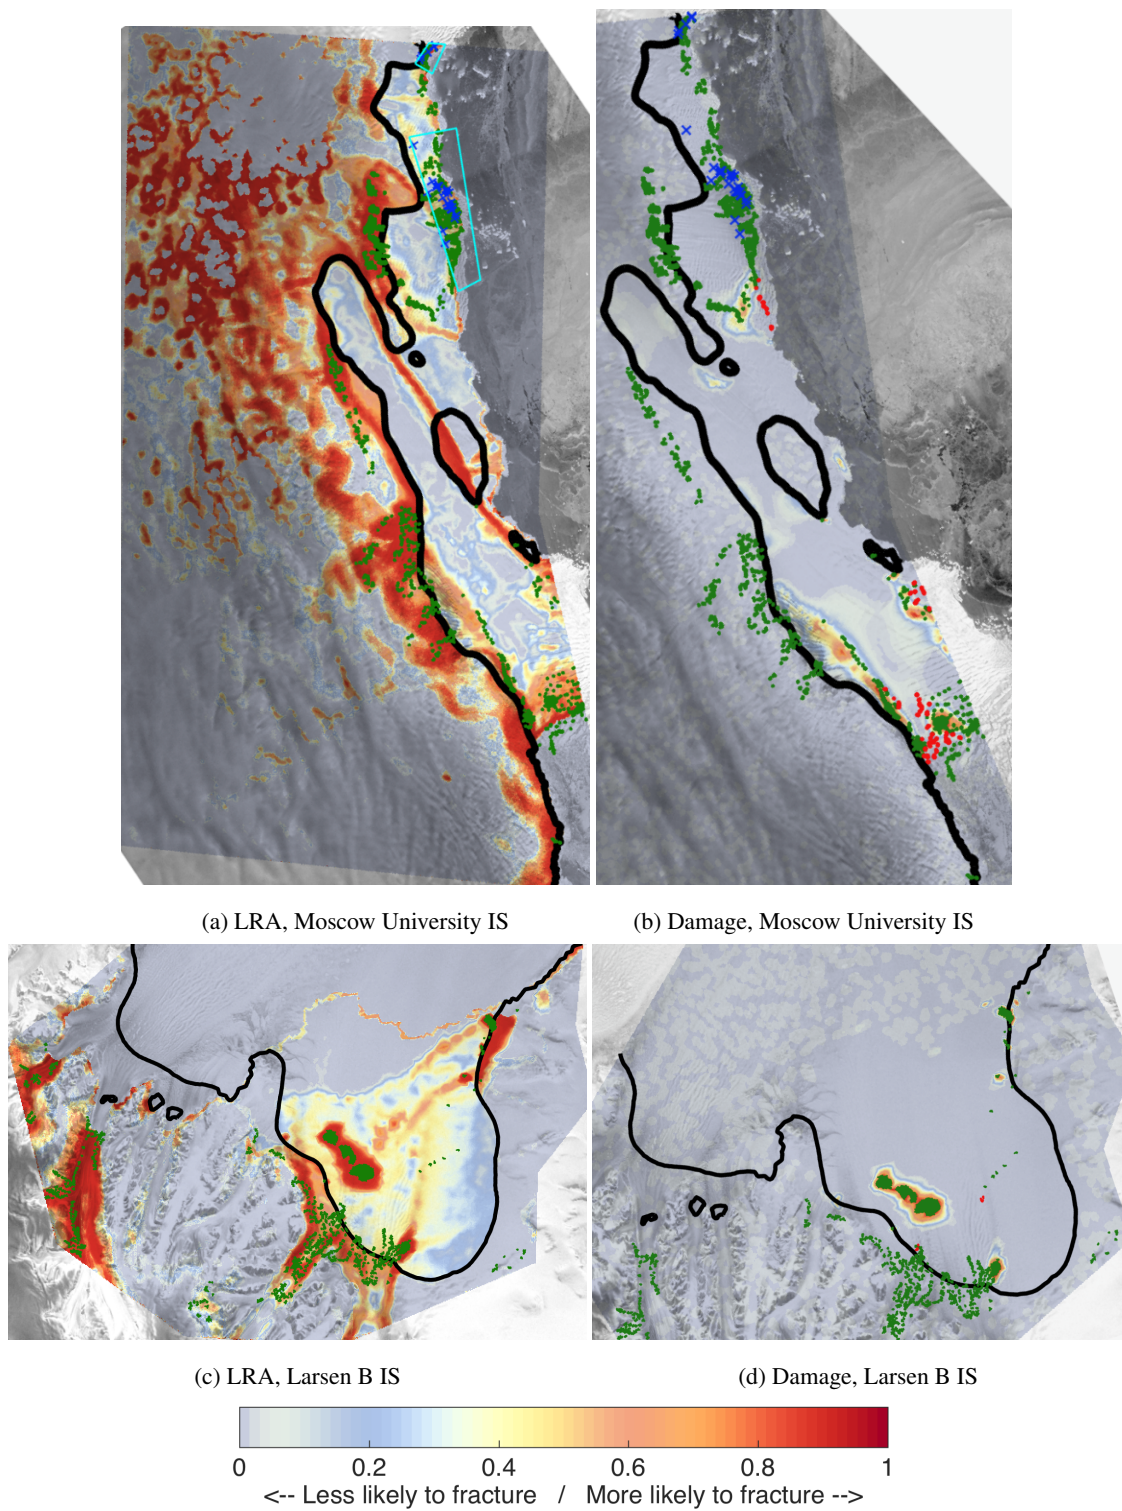 (a) LRA, Moscow University IS
(b) Damage, Moscow University IS
(c) LRA, Larsen B IS
(d) Damage, Larsen B IS
0 0.2 0.4 0.6 0.8 1
<-- Less likely to fracture / More likely to fracture -->